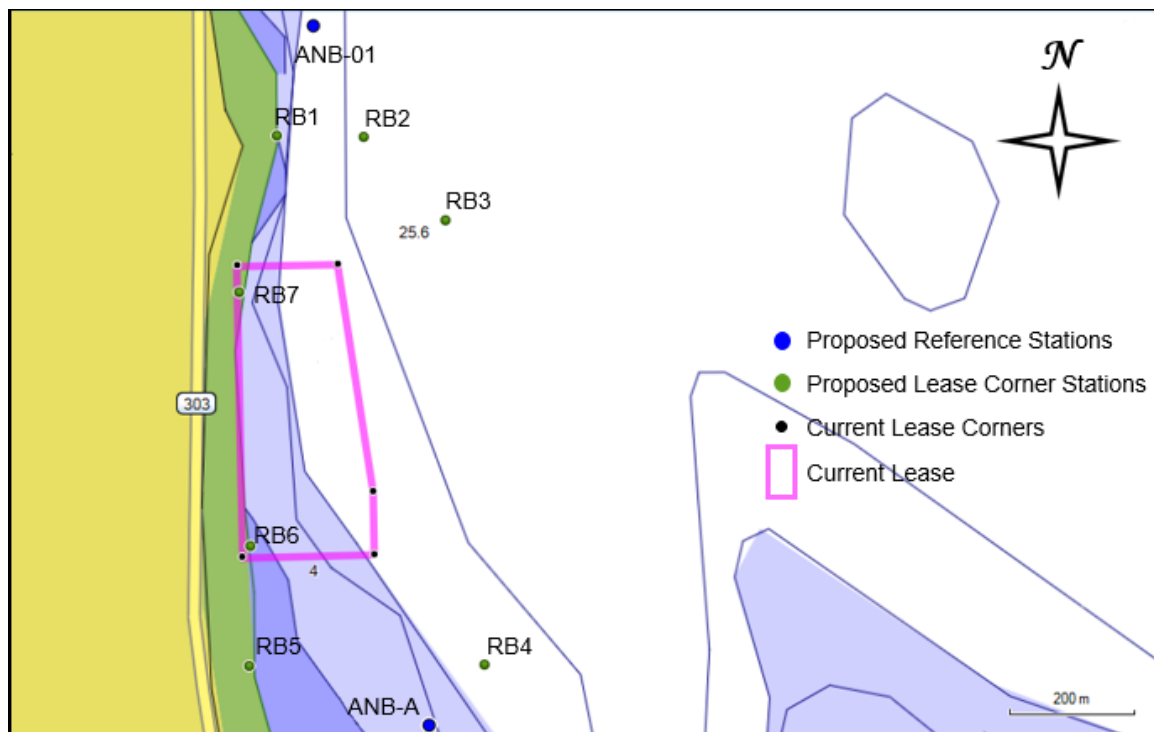 ANB-01
N
RB1
RB2
RB3
25.6
RB7
Proposed Reference Stations
Proposed Lease Corner Stations
303
Current Lease Corners
Current Lease
RB6
4
RB4
RB5
200 m
ANB-A